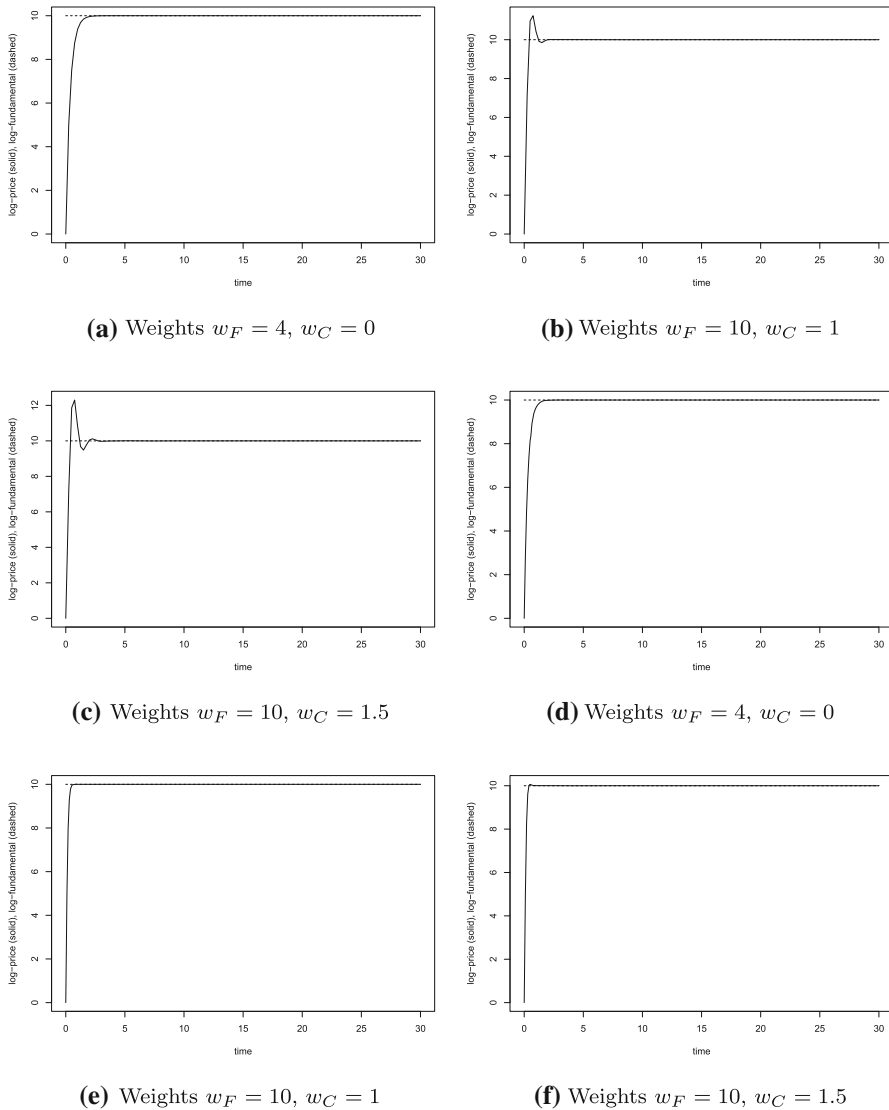 log−price (solid), log−fundamental (dashed)
10
8
6
4
2
0
0 5 10 15 20 25 30
time
(a) Weights w_F = 4, w_C = 0
log−price (solid), log−fundamental (dashed)
10
8
6
4
2
0
0 5 10 15 20 25 30
time
(b) Weights w_F = 10, w_C = 1
log−price (solid), log−fundamental (dashed)
12
10
8
6
4
2
0
0 5 10 15 20 25 30
time
(c) Weights w_F = 10, w_C = 1.5
log−price (solid), log−fundamental (dashed)
10
8
6
4
2
0
0 5 10 15 20 25 30
time
(d) Weights w_F = 4, w_C = 0
log−price (solid), log−fundamental (dashed)
10
8
6
4
2
0
0 5 10 15 20 25 30
time
(e) Weights w_F = 10, w_C = 1
log−price (solid), log−fundamental (dashed)
10
8
6
4
2
0
0 5 10 15 20 25 30
time
(f) Weights w_F = 10, w_C = 1.5